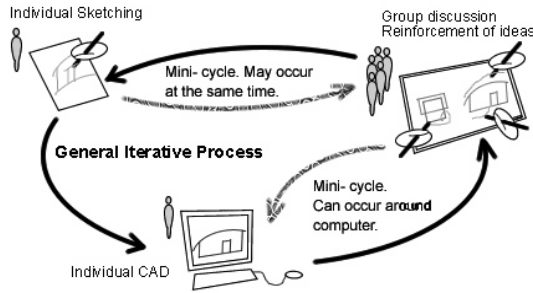 Individual Sketching
Group discussion
Reinforcement of ideas
Mini- cycle. May occur
at the same time.
General Iterative Process
Mini- cycle.
Can occur around
computer.
Individual CAD